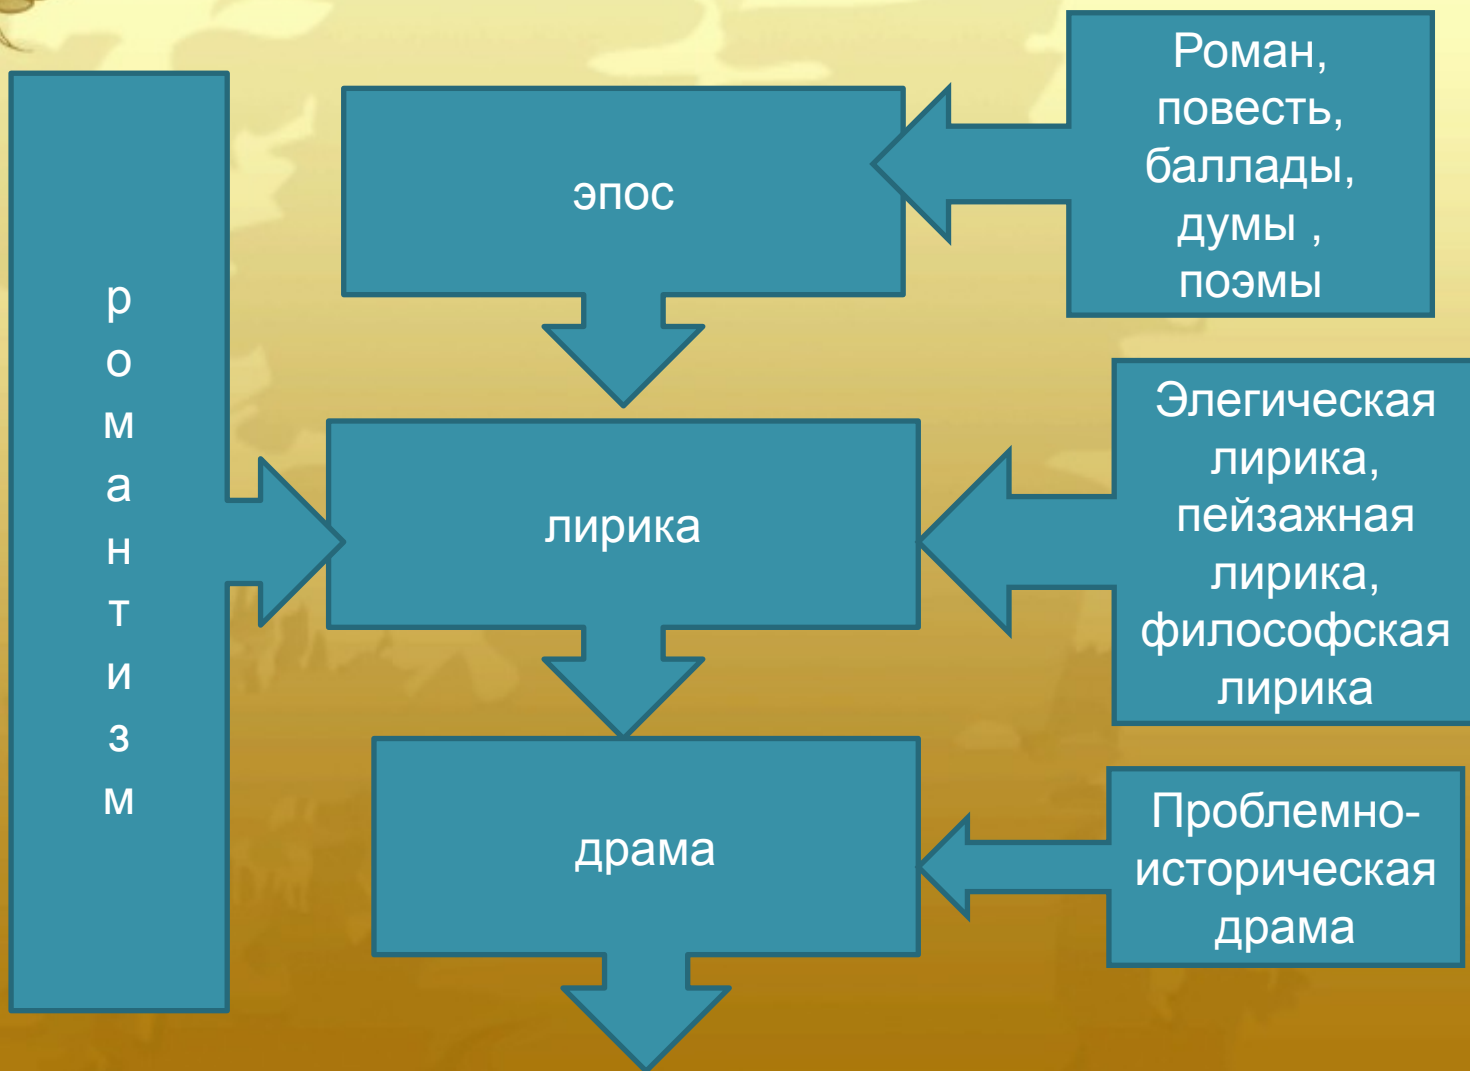 р
о
м
а
н
т
и
з
м
эпос
Роман,
повесть,
баллады,
думы ,
поэмы
лирика
Элегическая
лирика,
пейзажная
лирика,
философская
лирика
драма
Проблемно-
историческая
драма